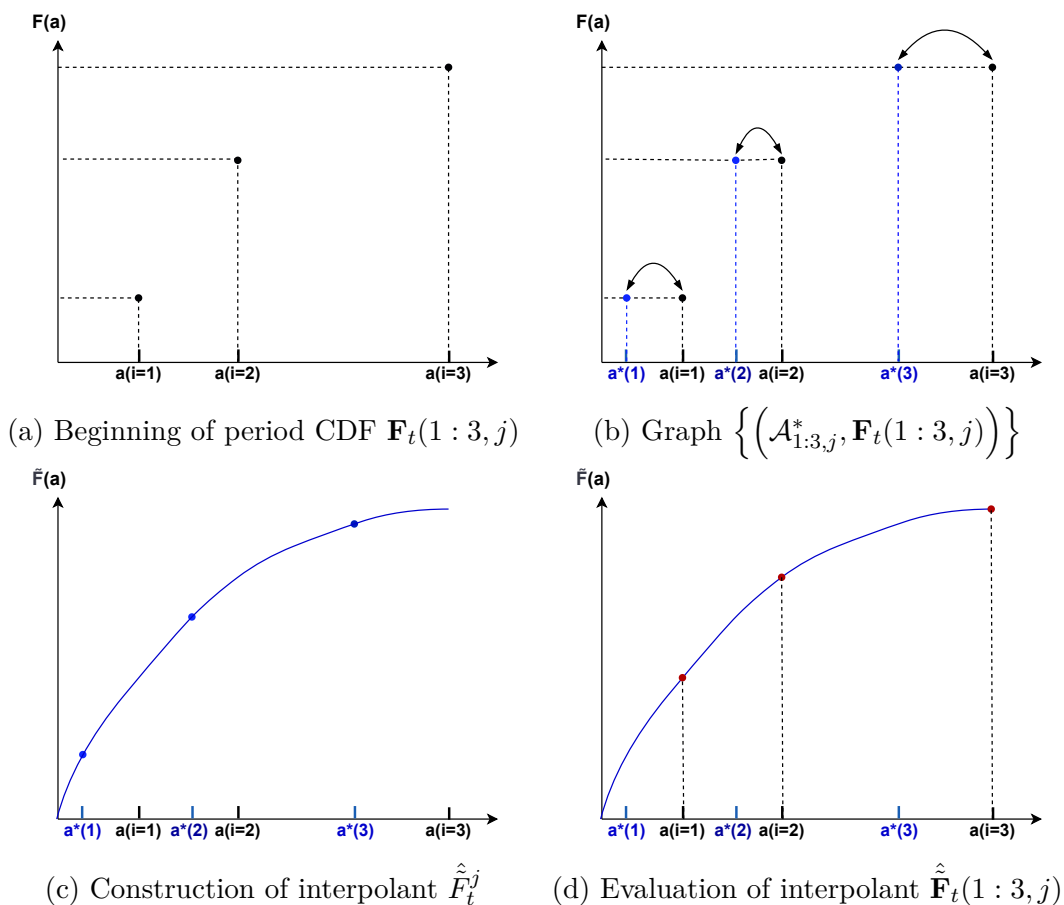 F(a)
F(a)
a(i=1) a(i=2) a(i=3)
a*(1) a(i=1) a*(2) a(i=2) a*(3) a(i=3)
(a) Beginning of period CDF F_t(1 : 3, j)
(b) Graph {(𝒜*_{1:3,j}, F_t(1 : 3, j))}
F̃(a)
F̃(a)
a*(1) a(i=1) a*(2) a(i=2) a*(3) a(i=3)
a*(1) a(i=1) a*(2) a(i=2) a*(3) a(i=3)
(c) Construction of interpolant F̃̂_t^j
(d) Evaluation of interpolant F̃̂_t(1 : 3, j)